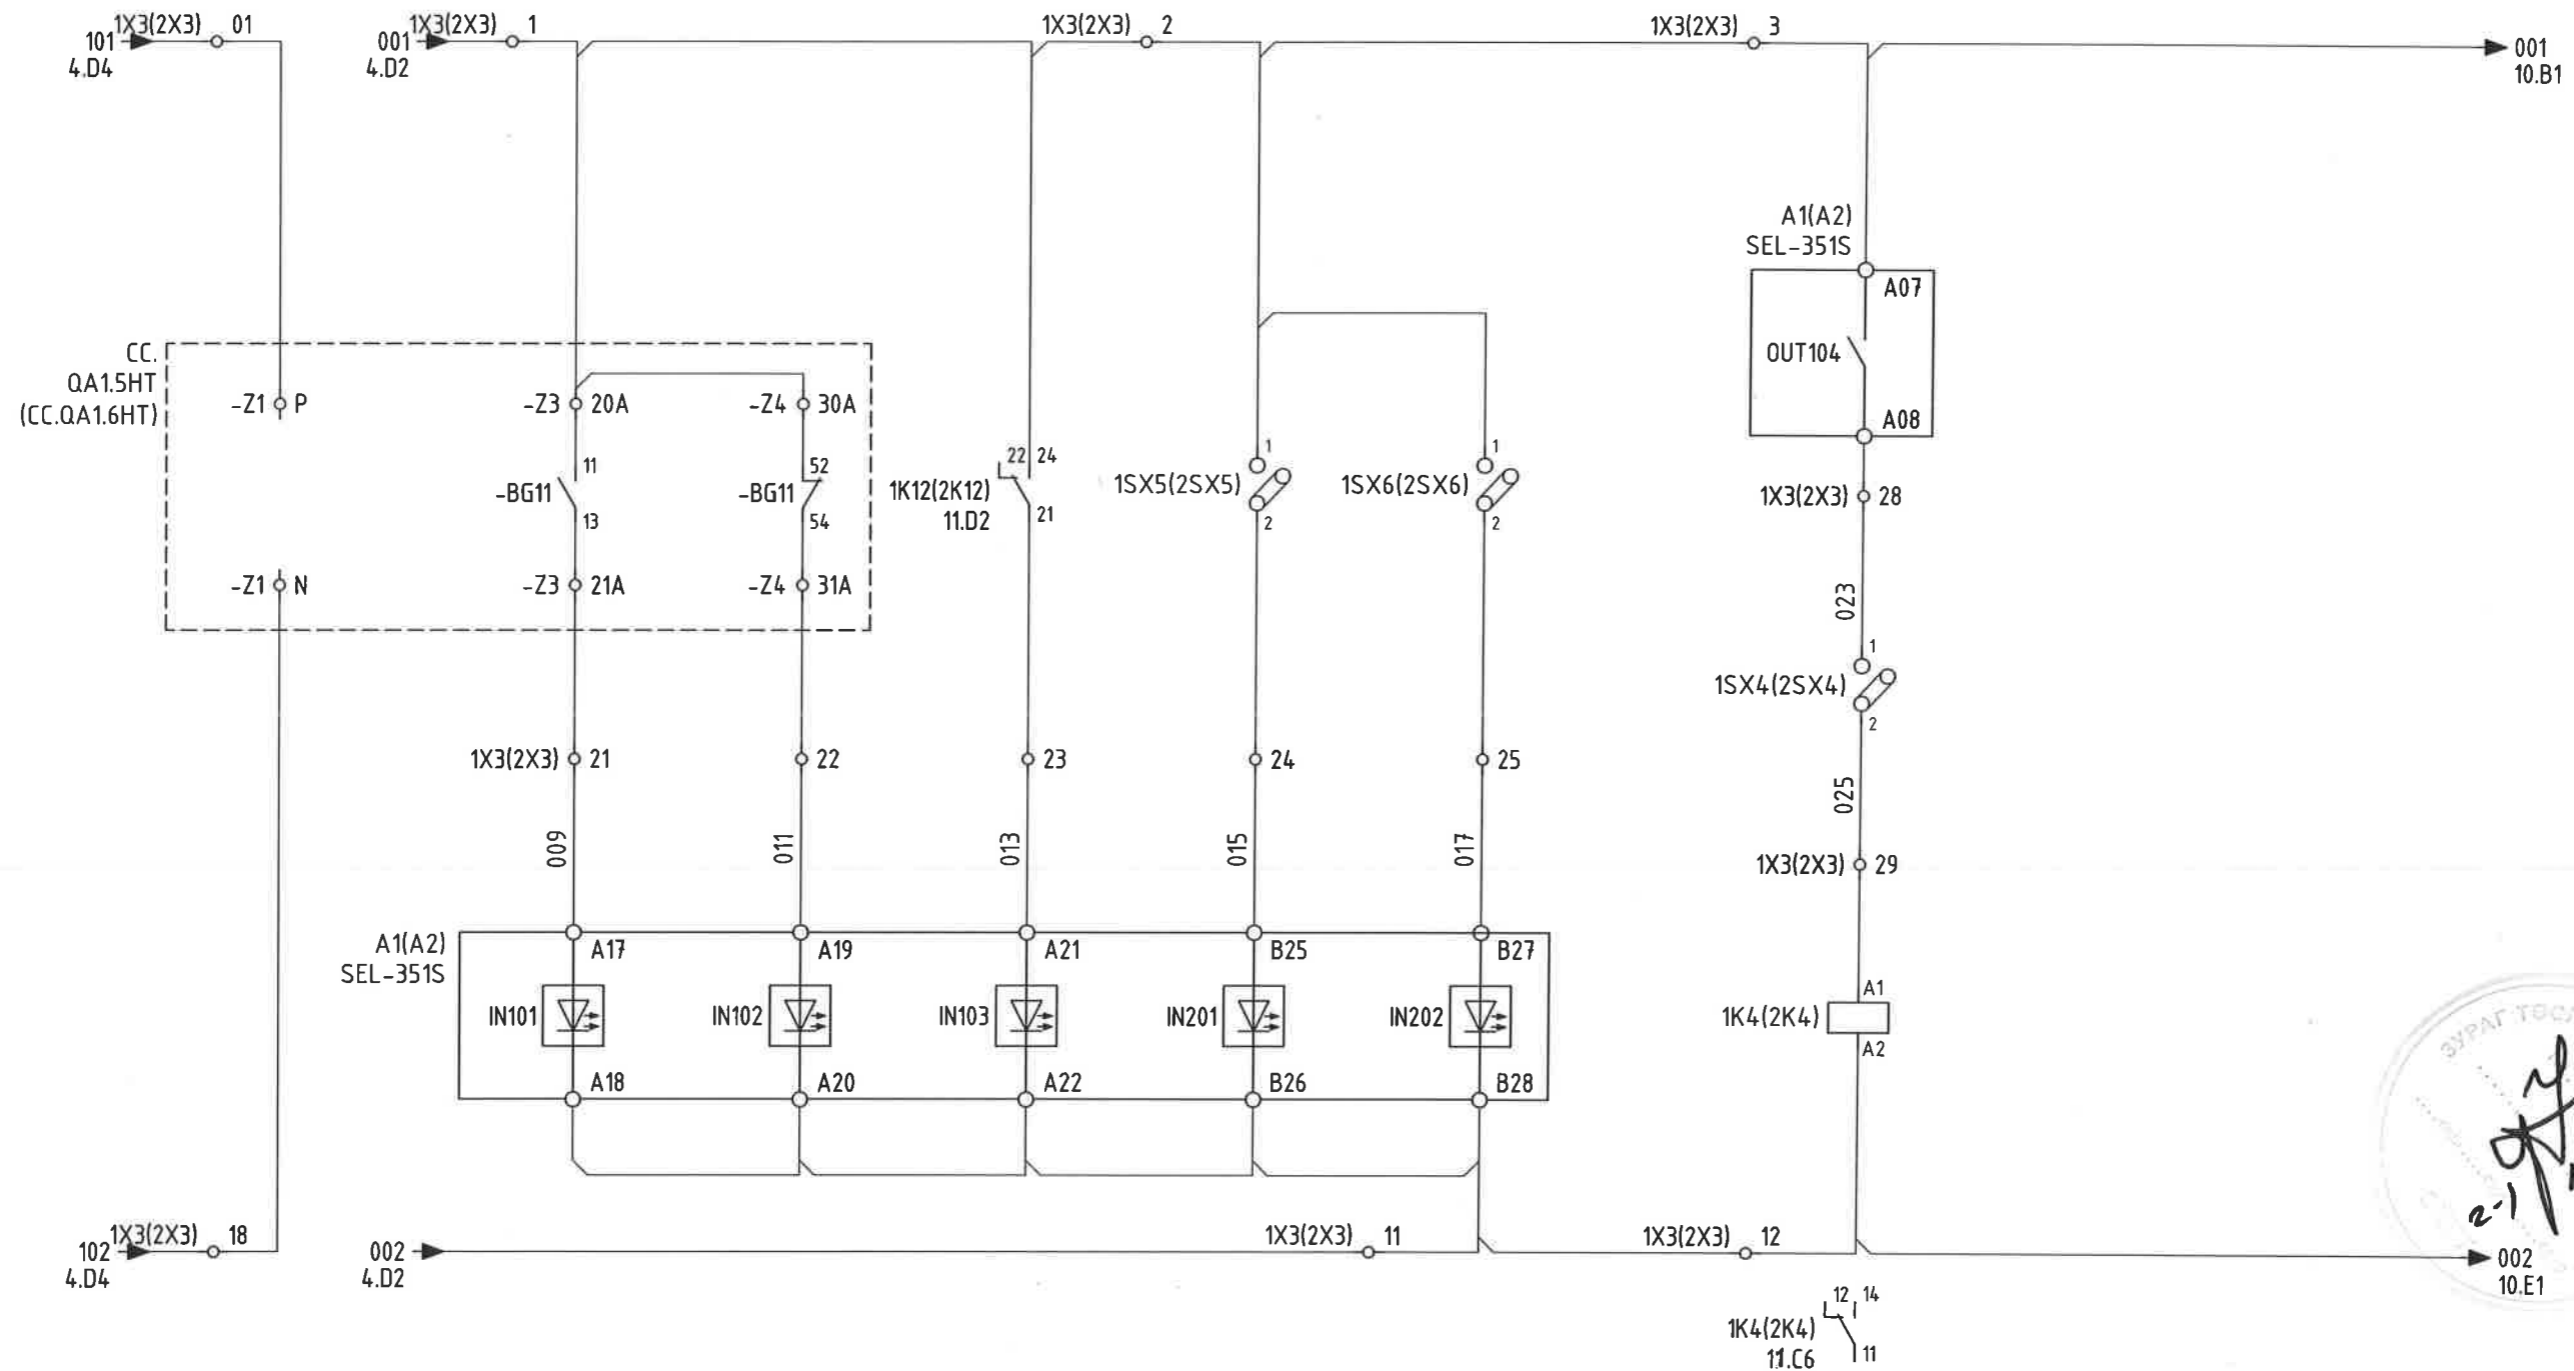 1X3(2X3) 01
101
4.D4
1X3(2X3) 1
001
4.D2
1X3(2X3) 2
1X3(2X3) 3
001
10.B1
A1(A2)
SEL-351S
A07
OUT104
A08
CC.
QA1.5HT
(CC.QA1.6HT)
-Z1 P
-Z3 20A
-Z4 30A
11
-BG11
13
52
-BG11
54
22 24
1K12(2K12)
11.D2
21
1
1SX5(2SX5)
2
1
1SX6(2SX6)
2
1X3(2X3) 28
-Z1 N
-Z3 21A
-Z4 31A
023
1
1SX4(2SX4)
2
1X3(2X3) 21
22
23
24
25
025
009
011
013
015
017
1X3(2X3) 29
A1(A2)
SEL-351S
A17
A19
A21
B25
B27
IN101
IN102
IN103
IN201
IN202
A18
A20
A22
B26
B28
A1
1K4(2K4)
A2
ЗУРАГ
2-1
1X3(2X3) 18
102
4.D4
002
4.D2
1X3(2X3) 11
1X3(2X3) 12
002
10.E1
12 14
1K4(2K4)
11.C6
11